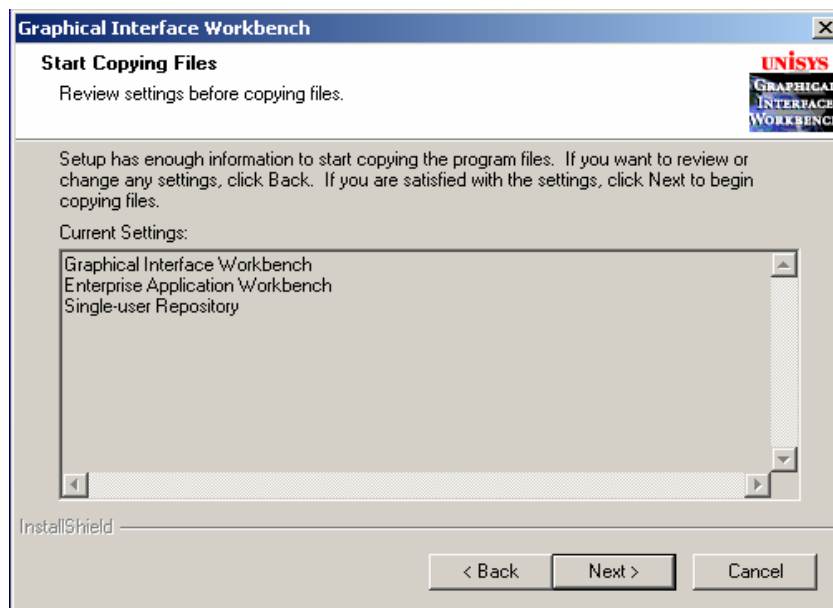 Graphical Interface Workbench
Start Copying Files
Review settings before copying files.
UNISYS
GRAPHICAL
INTERFACE
WORKBENCH
Setup has enough information to start copying the program files. If you want to review or
change any settings, click Back. If you are satisfied with the settings, click Next to begin
copying files.
Current Settings:
Graphical Interface Workbench
Enterprise Application Workbench
Single-user Repository
InstallShield
< Back
Next >
Cancel